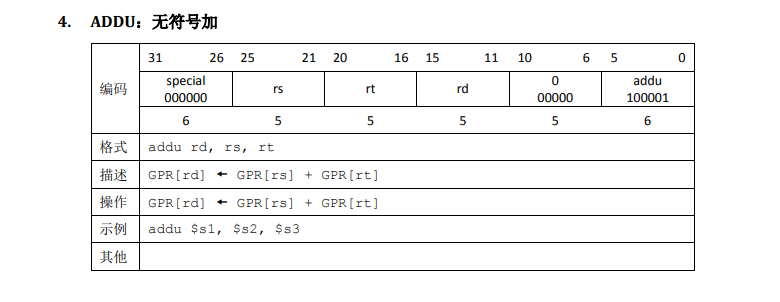 4. ADDU：无符号加
31 26 25 21 20 16 15 11 10 6 5 0
编码
special 000000
rs
rt
rd
0 00000
addu 100001
6 5 5 5 5 6
格式 addu rd, rs, rt
描述 GPR[rd] ← GPR[rs] + GPR[rt]
操作 GPR[rd] ← GPR[rs] + GPR[rt]
示例 addu $s1, $s2, $s3
其他